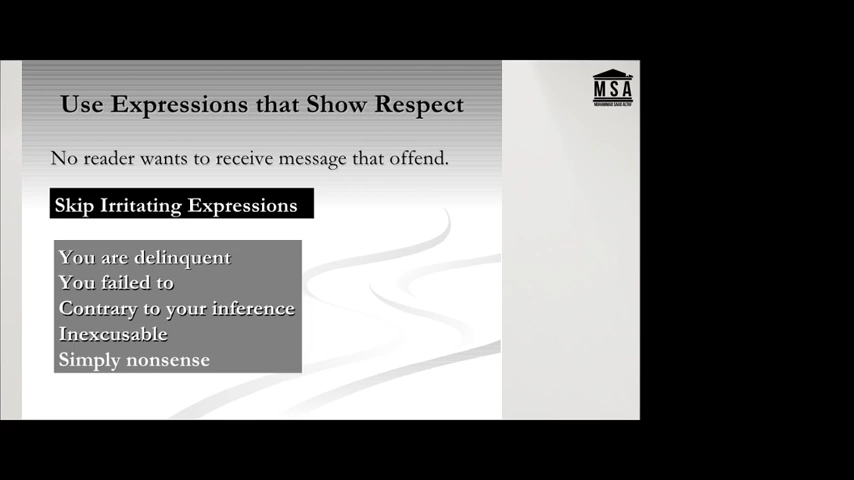 Use Expressions that Show Respect
MSA
No reader wants to receive message that offend.
Skip Irritating Expressions
You are delinquent
You failed to
Contrary to your inference
Inexcusable
Simply nonsense